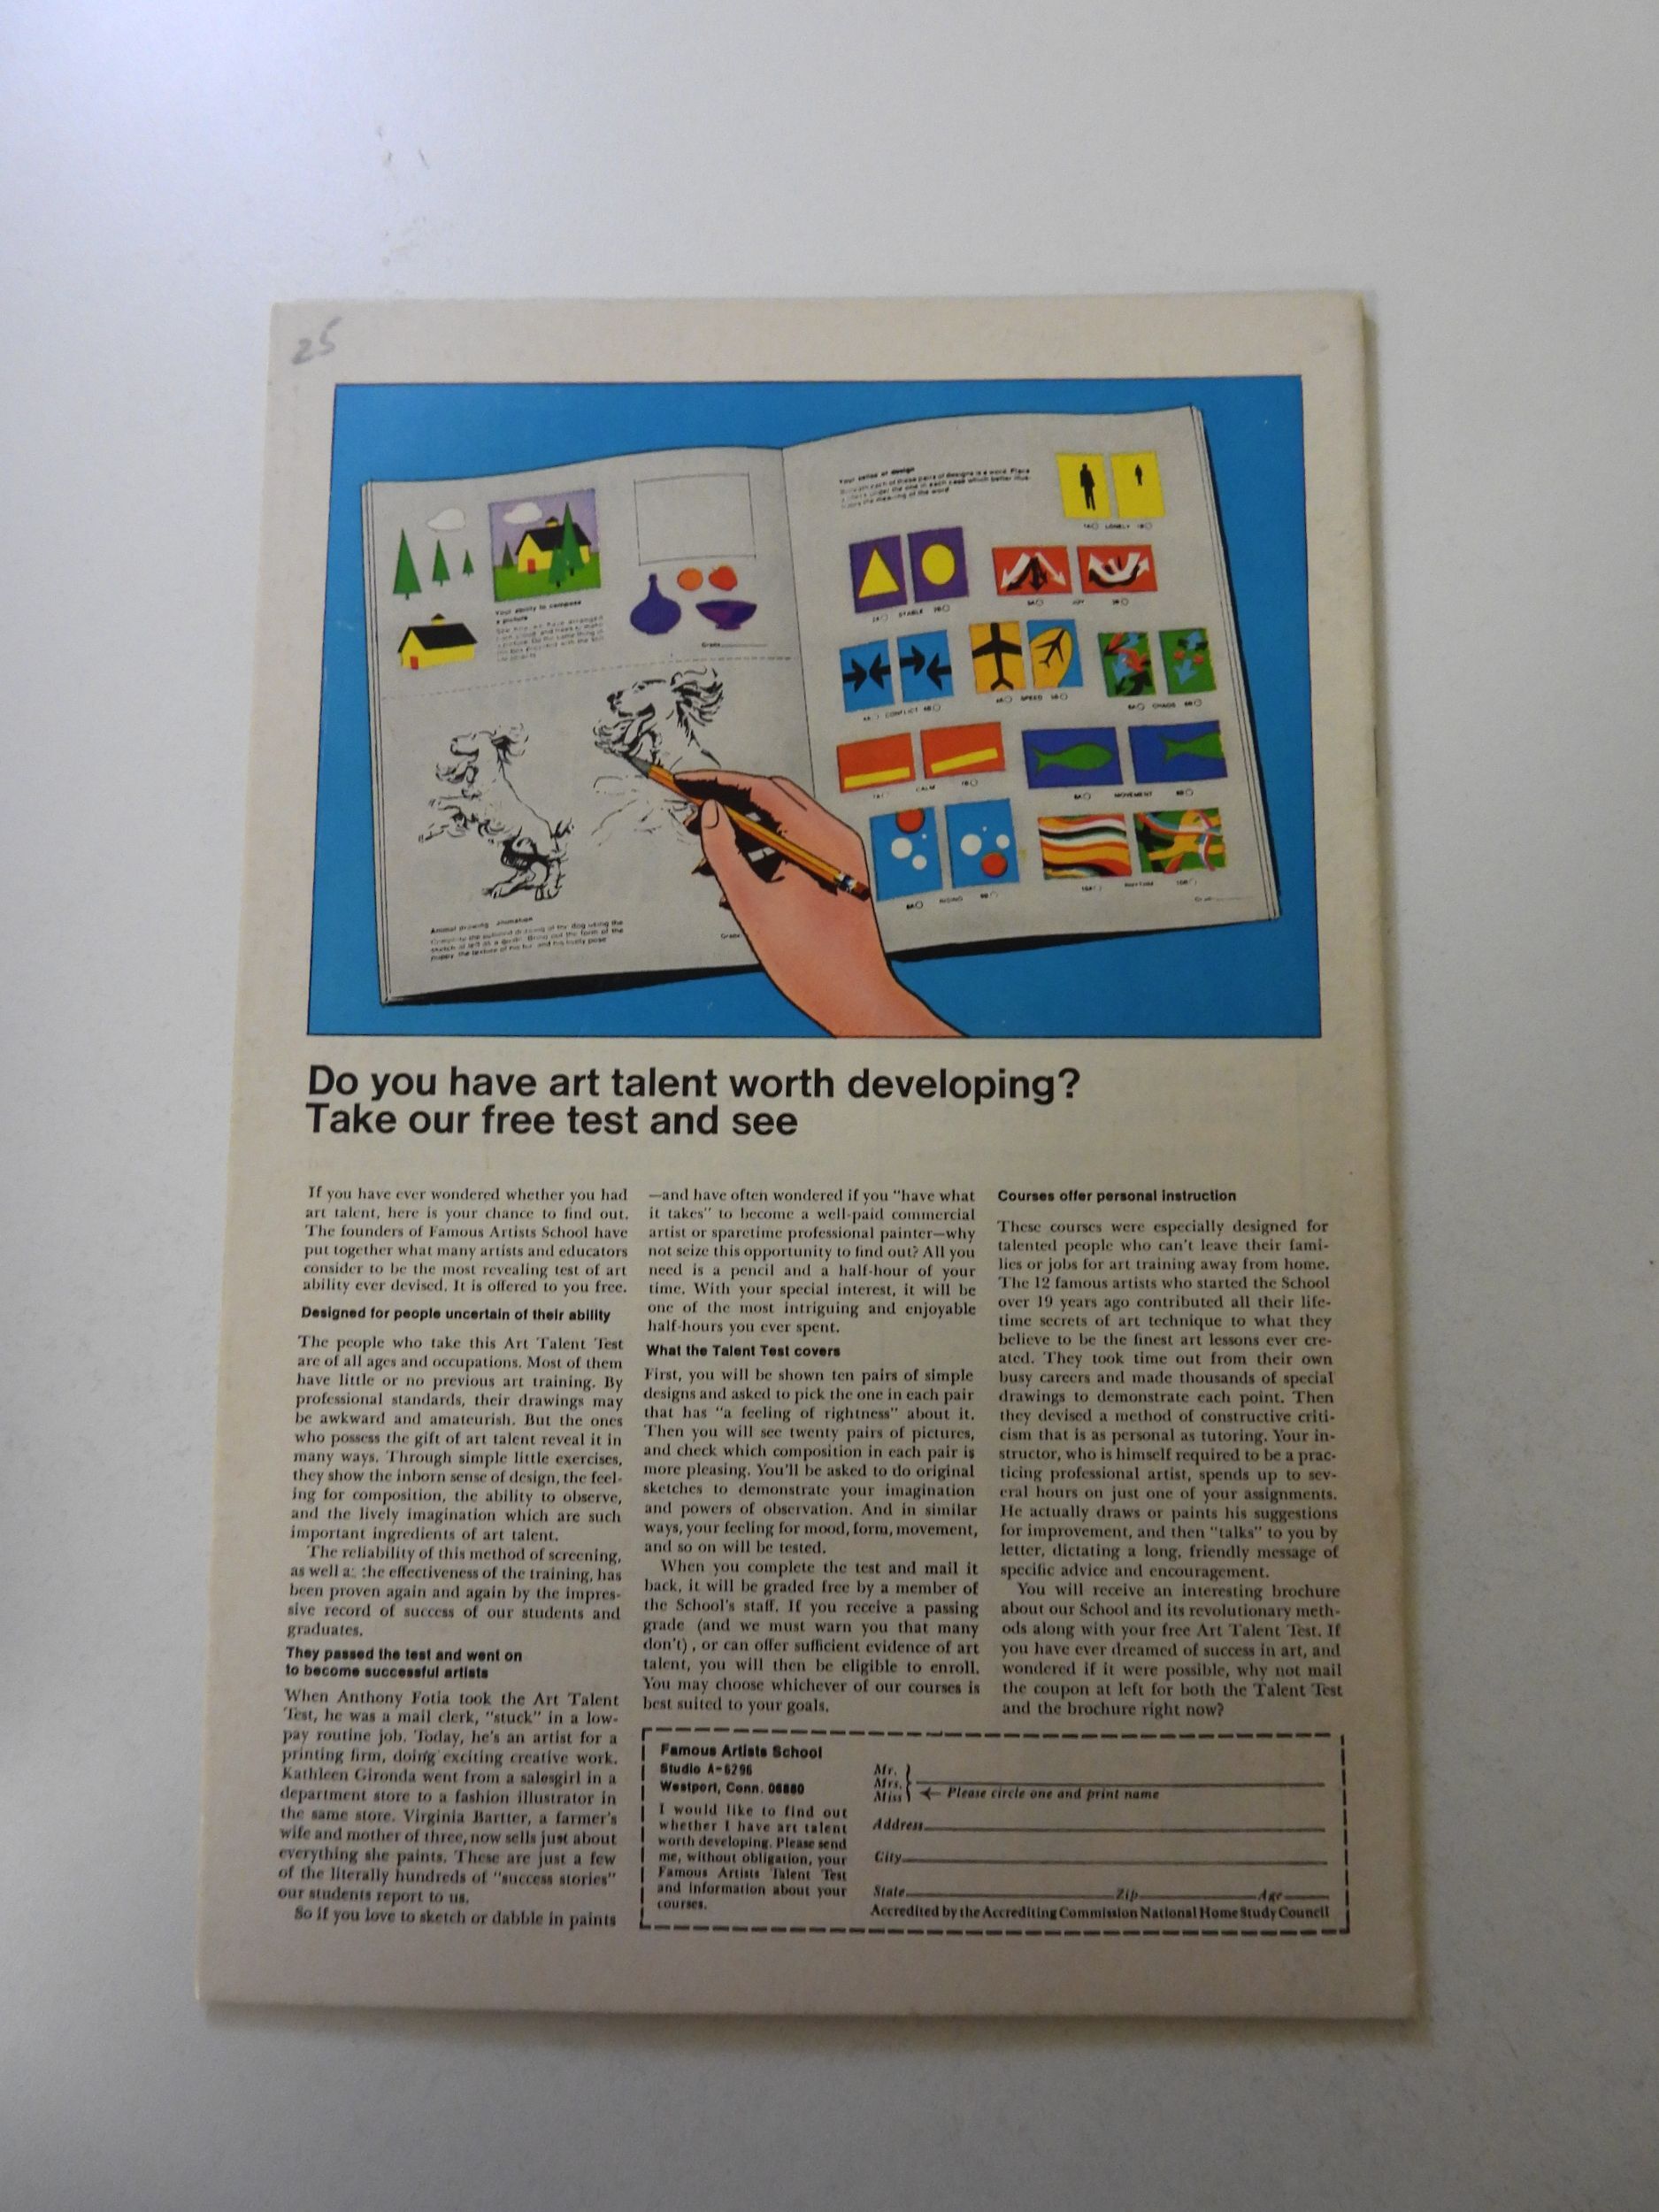 25
Your ability to compose
a picture
Grade
Your sense of design
LONELY
STABLE
JOY
CONFLICT
SPEED
CHAOS
CALM
MOVEMENT
RISING
RHYTHM
Animal drawing
Do you have art talent worth developing?
Take our free test and see
If you have ever wondered whether you had
art talent, here is your chance to find out.
The founders of Famous Artists School have
put together what many artists and educators
consider to be the most revealing test of art
ability ever devised. It is offered to you free.
Designed for people uncertain of their ability
The people who take this Art Talent Test
are of all ages and occupations. Most of them
have little or no previous art training. By
professional standards, their drawings may
be awkward and amateurish. But the ones
who possess the gift of art talent reveal it in
many ways. Through simple little exercises,
they show the inborn sense of design, the feel-
ing for composition, the ability to observe,
and the lively imagination which are such
important ingredients of art talent.
The reliability of this method of screening,
as well as the effectiveness of the training, has
been proven again and again by the impres-
sive record of success of our students and
graduates.
They passed the test and went on
to become successful artists
When Anthony Fotia took the Art Talent
Test, he was a mail clerk, "stuck" in a low-
pay routine job. Today, he's an artist for a
printing firm, doing exciting creative work.
Kathleen Gironda went from a salesgirl in a
department store to a fashion illustrator in
the same store. Virginia Bartter, a farmer's
wife and mother of three, now sells just about
everything she paints. These are just a few
of the literally hundreds of "success stories"
our students report to us.
So if you love to sketch or dabble in paints
—and have often wondered if you "have what
it takes" to become a well-paid commercial
artist or sparetime professional painter—why
not seize this opportunity to find out? All you
need is a pencil and a half-hour of your
time. With your special interest, it will be
one of the most intriguing and enjoyable
half-hours you ever spent.
What the Talent Test covers
First, you will be shown ten pairs of simple
designs and asked to pick the one in each pair
that has "a feeling of rightness" about it.
Then you will see twenty pairs of pictures,
and check which composition in each pair is
more pleasing. You'll be asked to do original
sketches to demonstrate your imagination
and powers of observation. And in similar
ways, your feeling for mood, form, movement,
and so on will be tested.
When you complete the test and mail it
back, it will be graded free by a member of
the School's staff. If you receive a passing
grade (and we must warn you that many
don't), or can offer sufficient evidence of art
talent, you will then be eligible to enroll.
You may choose whichever of our courses is
best suited to your goals.
Courses offer personal instruction
These courses were especially designed for
talented people who can't leave their fami-
lies or jobs for art training away from home.
The 12 famous artists who started the School
over 19 years ago contributed all their life-
time secrets of art technique to what they
believe to be the finest art lessons ever cre-
ated. They took time out from their own
busy careers and made thousands of special
drawings to demonstrate each point. Then
they devised a method of constructive criti-
cism that is as personal as tutoring. Your in-
structor, who is himself required to be a prac-
ticing professional artist, spends up to sev-
eral hours on just one of your assignments.
He actually draws or paints his suggestions
for improvement, and then "talks" to you by
letter, dictating a long, friendly message of
specific advice and encouragement.
You will receive an interesting brochure
about our School and its revolutionary meth-
ods along with your free Art Talent Test. If
you have ever dreamed of success in art, and
wondered if it were possible, why not mail
the coupon at left for both the Talent Test
and the brochure right now?
Famous Artists School
Studio A-6296
Westport, Conn. 06880
I would like to find out
whether I have art talent
worth developing. Please send
me, without obligation, your
Famous Artists Talent Test
and information about your
courses.
Mr.
Mrs.
Miss
Please circle one and print name
Address
City
State Zip Age
Accredited by the Accrediting Commission National Home Study Council